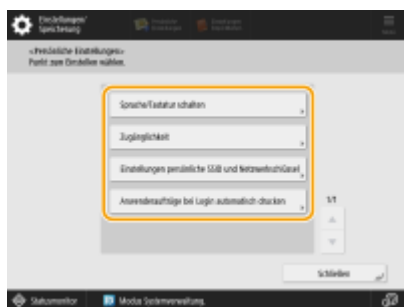 Einstellungen/
Speicherung
<Persönliche Einstellungen>
Punkt zum Einstellen wählen.
Sprache/Tastatur schalten
Zugänglichkeit
Einstellungen persönliche SSID und Netzwerkschlüssel
Anwenderaufträge bei Login automatisch drucken
1/1
Schließen
Statusmonitor
Modus Systemverwaltung.